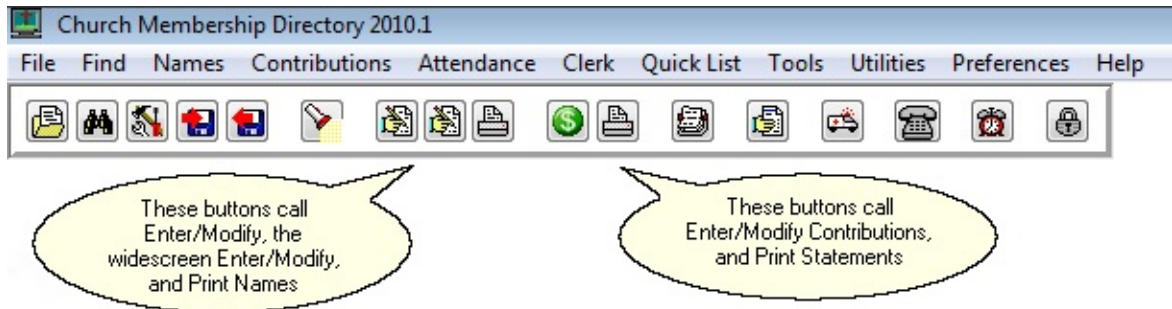 Church Membership Directory 2010.1
File Find Names Contributions Attendance Clerk Quick List Tools Utilities Preferences Help
$
These buttons call
Enter/Modify, the
widescreen Enter/Modify,
and Print Names
These buttons call
Enter/Modify Contributions,
and Print Statements